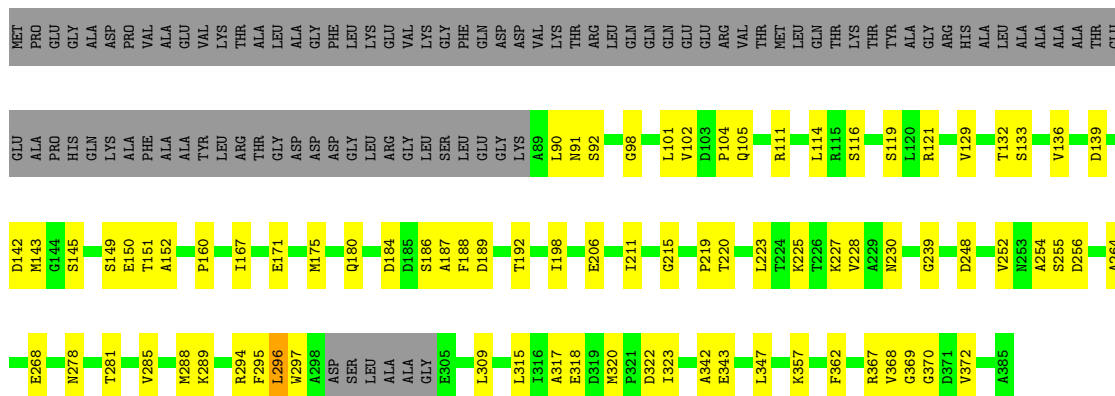 MET PRO GLU GLY ALA ASP PRO VAL ALA GLU VAL LYS THR ALA LEU ALA GLY PHE LEU LYS GLU VAL LYS GLY PHE GLN ASP ASP VAL LYS THR ARG LEU GLN GLN GLN GLU GLU ARG VAL THR MET LEU GLN THR LYS THR TYR ALA GLY ARG HIS ALA LEU ALA ALA ALA ALA THR GLU
GLU ALA PRO HIS GLN LYS ALA PHE ALA ALA TYR LEU ARG THR GLY ASP ASP ASP GLY LEU ARG GLY LEU SER LEU GLU GLY LYS A89 L90 N91 S92 G98 L101 V102 D103 P104 Q105 R111 L114 R115 S116 S119 L120 R121 V129 T132 S133 V136 D139
D142 M143 G144 S145 S149 E150 T151 A152 P160 I167 E171 M175 Q180 D184 D185 S186 A187 F188 D189 T192 I198 E206 I211 G215 P219 T220 L223 T224 K225 T226 K227 V228 A229 N230 G239 D248 V252 N253 A254 S255 D256 A264
E268 N278 T281 V285 M288 K289 R294 F295 L296 W297 A298 ASP SER LEU ALA ALA GLY E305 L309 L315 I316 A317 E318 D319 M320 P321 D322 I323 A342 E343 L347 K357 F362 R367 V368 G369 G370 D371 V372 A385